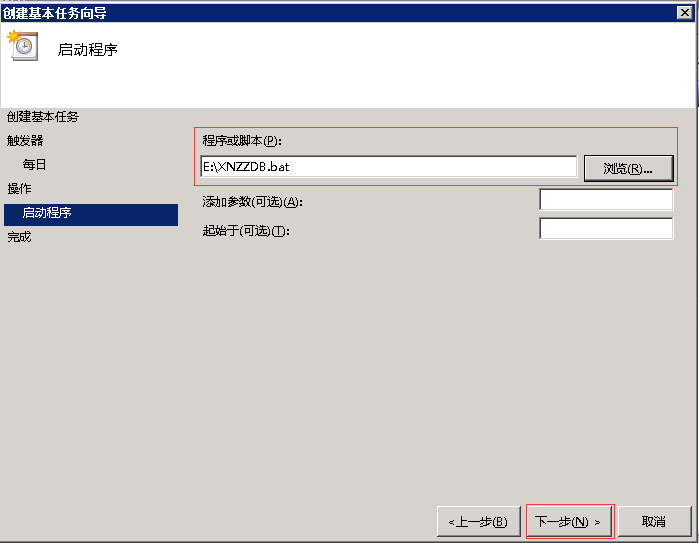 创建基本任务向导
启动程序
创建基本任务
触发器
每日
操作
启动程序
完成
程序或脚本(P):
E:\XNZZDB.bat
浏览(R)...
添加参数(可选)(A):
起始于(可选)(T):
<上一步(B)
下一步(N) >
取消